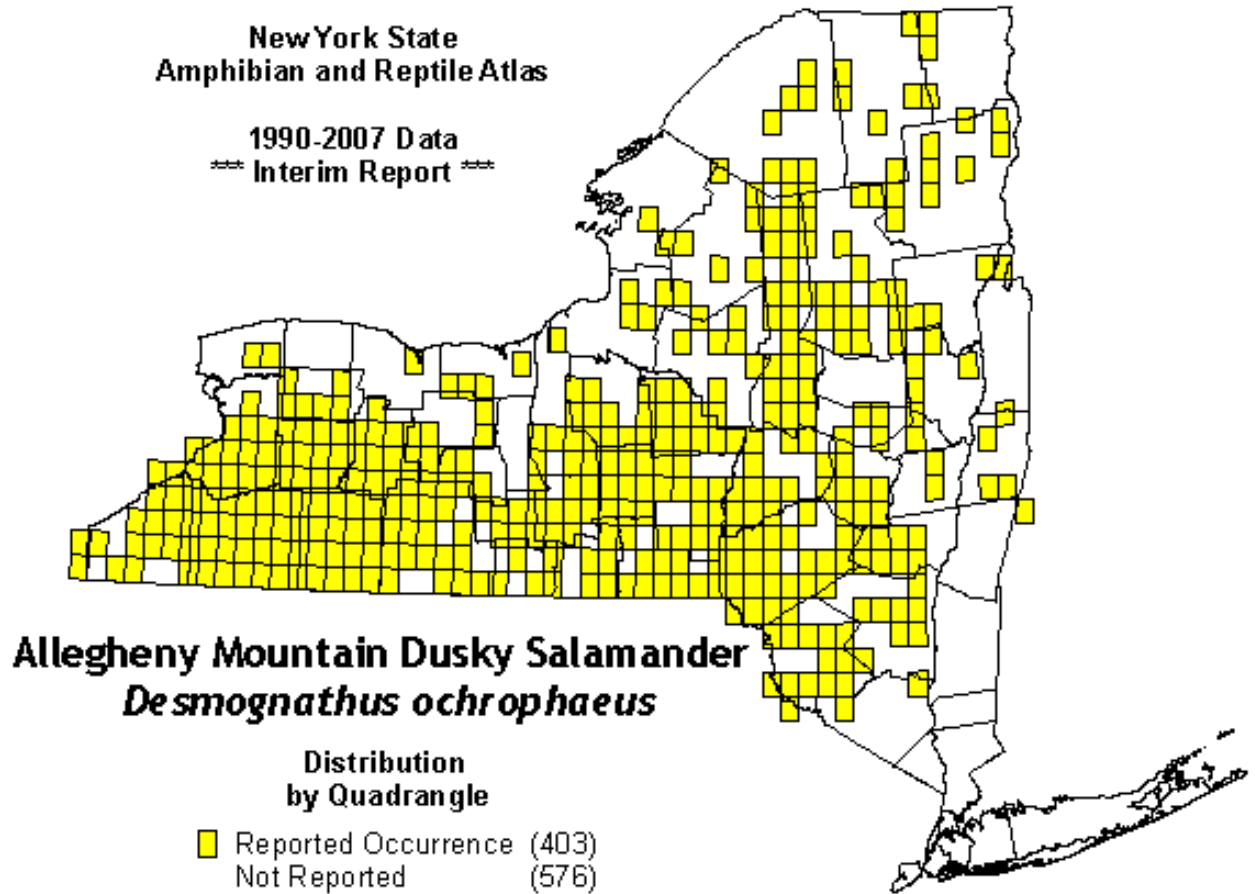 New York State
Amphibian and Reptile Atlas
1990-2007 Data
*** Interim Report ***
Allegheny Mountain Dusky Salamander
Desmognathus ochrophaeus
Distribution
by Quadrangle
Reported Occurrence (403)
Not Reported (576)